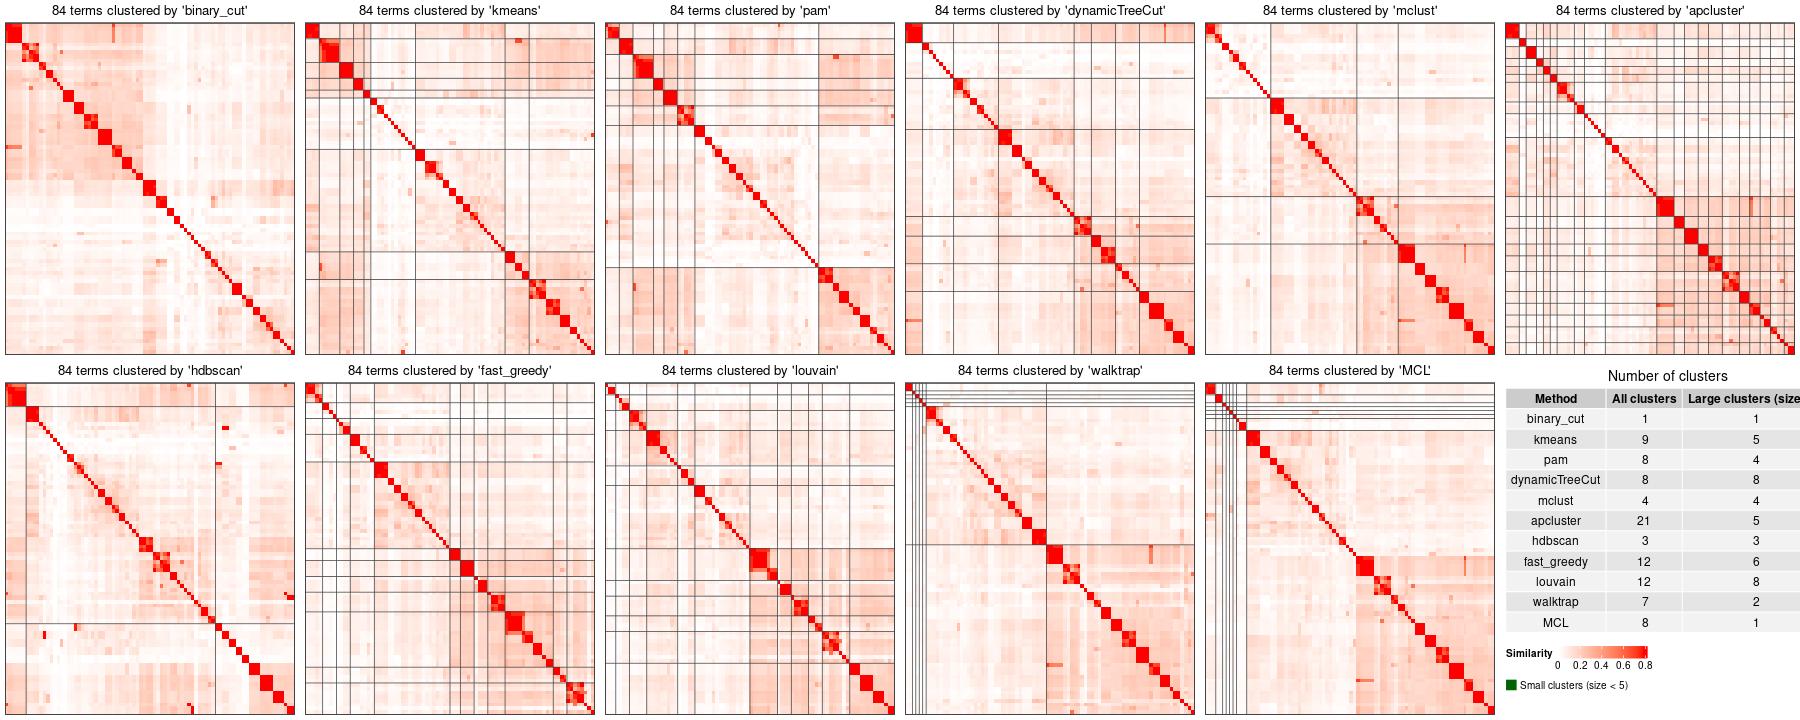 84 terms clustered by 'binary_cut'
84 terms clustered by 'kmeans'
84 terms clustered by 'pam'
84 terms clustered by 'dynamicTreeCut'
84 terms clustered by 'mclust'
84 terms clustered by 'apcluster'
84 terms clustered by 'hdbscan'
84 terms clustered by 'fast_greedy'
84 terms clustered by 'louvain'
84 terms clustered by 'walktrap'
84 terms clustered by 'MCL'
Number of clusters
Method All clusters Large clusters (size
binary_cut 1 1
kmeans 9 5
pam 8 4
dynamicTreeCut 8 8
mclust 4 4
apcluster 21 5
hdbscan 3 3
fast_greedy 12 6
louvain 12 8
walktrap 7 2
MCL 8 1
Similarity
0 0.2 0.4 0.6 0.8
Small clusters (size < 5)